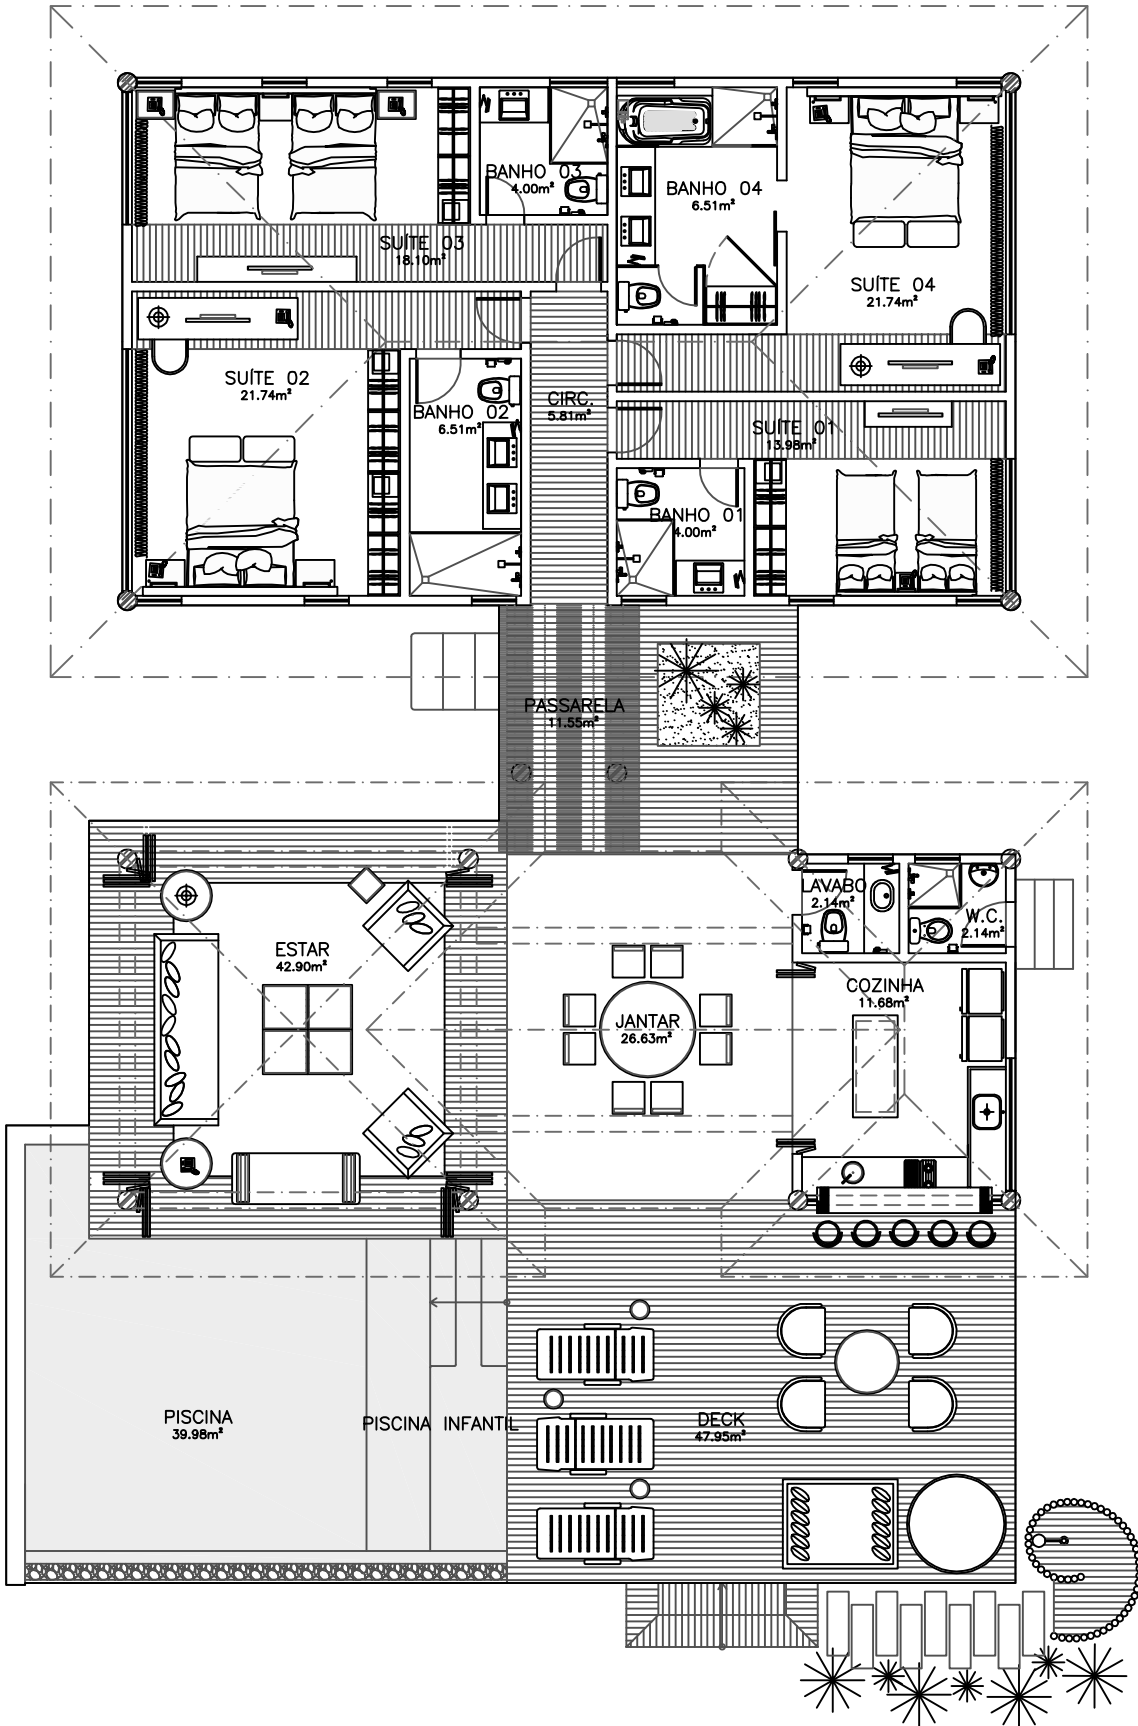 BANHO 03
4.00m²
BANHO 04
6.51m²
SUÍTE 03
18.10m²
SUÍTE 04
21.74m²
SUÍTE 02
21.74m²
BANHO 02
6.51m²
CIRC.
5.81m²
SUÍTE 01
13.98m²
BANHO 01
4.00m²
PASSARELA
11.55m²
LAVABO
2.14m²
W.C.
2.14m²
ESTAR
42.90m²
COZINHA
11.68m²
JANTAR
26.63m²
PISCINA
39.98m²
PISCINA INFANTIL
DECK
47.95m²